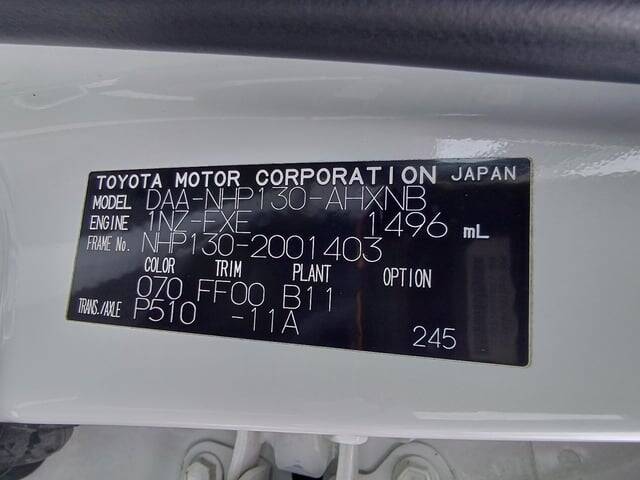 TOYOTA MOTOR CORPORATION JAPAN
MODEL DAA-NHP130-AHXNB
ENGINE 1NZ-EXE 1496 mL
FRAME No. NHP130-2001403
COLOR TRIM PLANT OPTION
070 FF00 B11
TRANS./AXLE P510 -11A
245